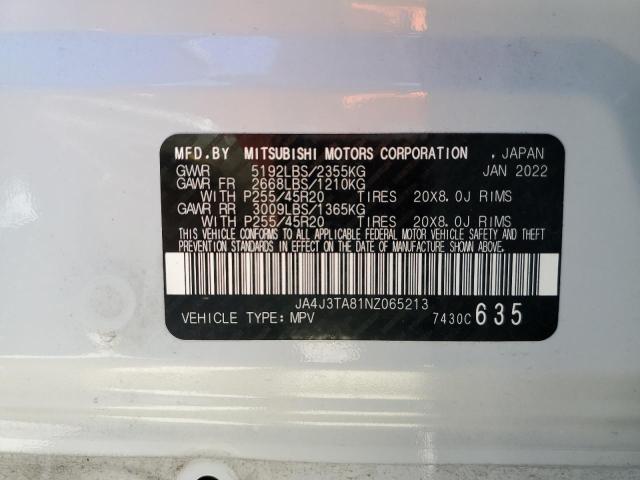 MFD.BY MITSUBISHI MOTORS CORPORATION , JAPAN
GVWR 5192LBS/2355KG JAN 2022
GAWR FR 2668LBS/1210KG
WITH P255/45R20 TIRES 20X8.0J RIMS
GAWR RR 3009LBS/1365KG
WITH P255/45R20 TIRES 20X8.0J RIMS
THIS VEHICLE CONFORMS TO ALL APPLICABLE FEDERAL MOTOR VEHICLE SAFETY AND THEFT
PREVENTION STANDARDS IN EFFECT ON THE DATE OF MANUFACTURE SHOWN ABOVE.
JA4J3TA81NZ065213
VEHICLE TYPE: MPV 7430C 635